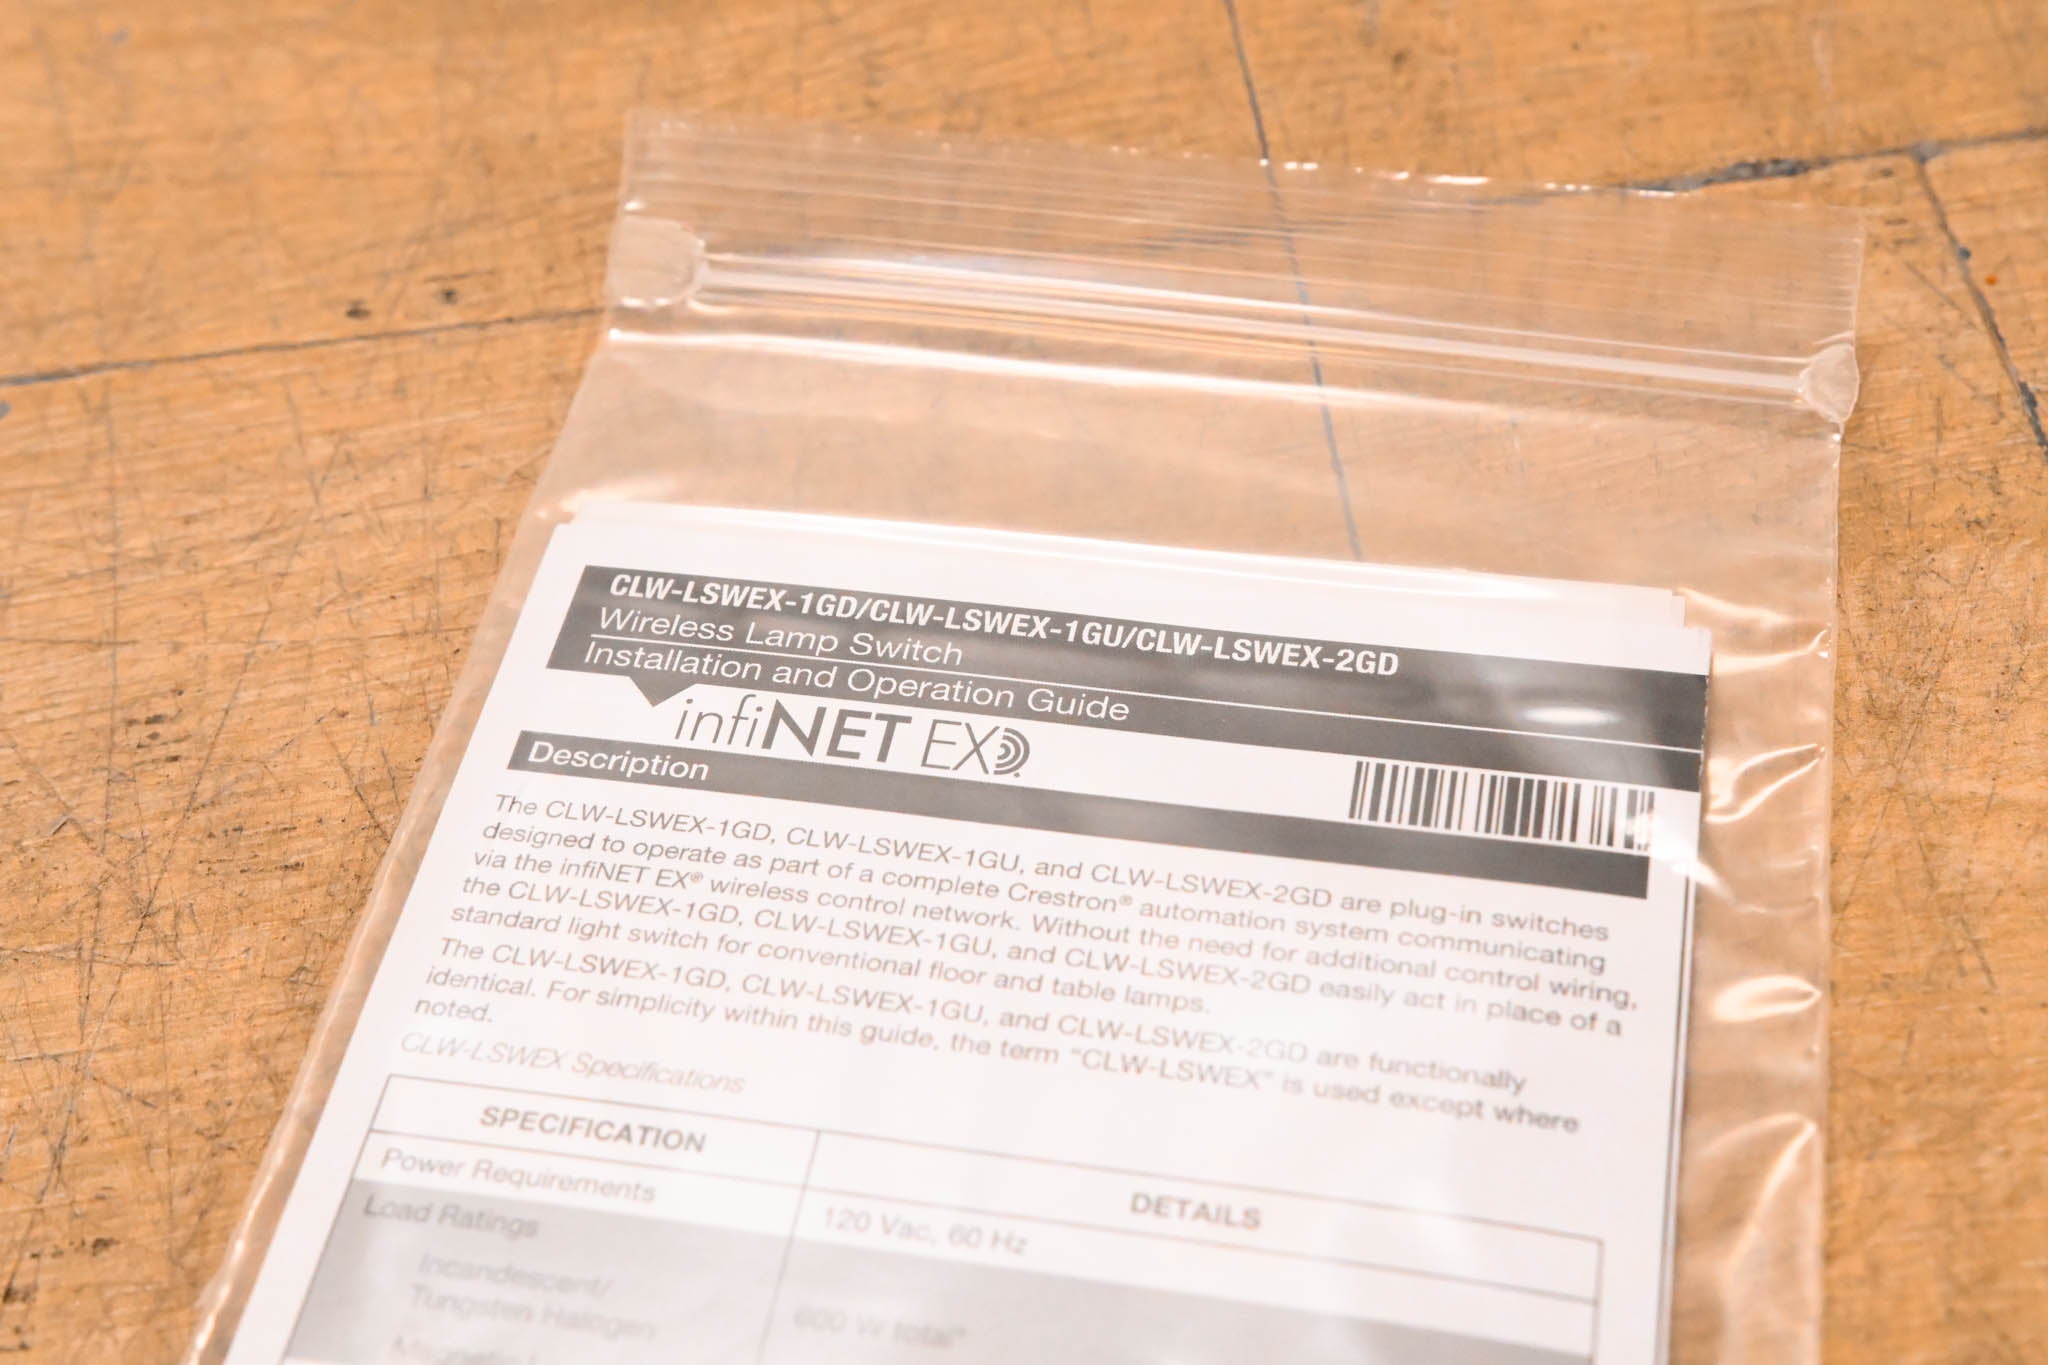 CLW-LSWEX-1GD/CLW-LSWEX-1GU/CLW-LSWEX-2GD
Wireless Lamp Switch
Installation and Operation Guide
infiNET EX
Description
The CLW-LSWEX-1GD, CLW-LSWEX-1GU, and CLW-LSWEX-2GD are plug-in switches
designed to operate as part of a complete Crestron® automation system communicating
via the infiNET EX® wireless control network. Without the need for additional control wiring,
the CLW-LSWEX-1GD, CLW-LSWEX-1GU, and CLW-LSWEX-2GD easily act in place of a
standard light switch for conventional floor and table lamps.
The CLW-LSWEX-1GD, CLW-LSWEX-1GU, and CLW-LSWEX-2GD are functionally
identical. For simplicity within this guide, the term “CLW-LSWEX” is used except where
noted.
CLW-LSWEX Specifications
SPECIFICATION
DETAILS
Power Requirements
120 Vac, 60 Hz
Load Ratings
Incandescent/
Tungsten Halogen
600 W total*